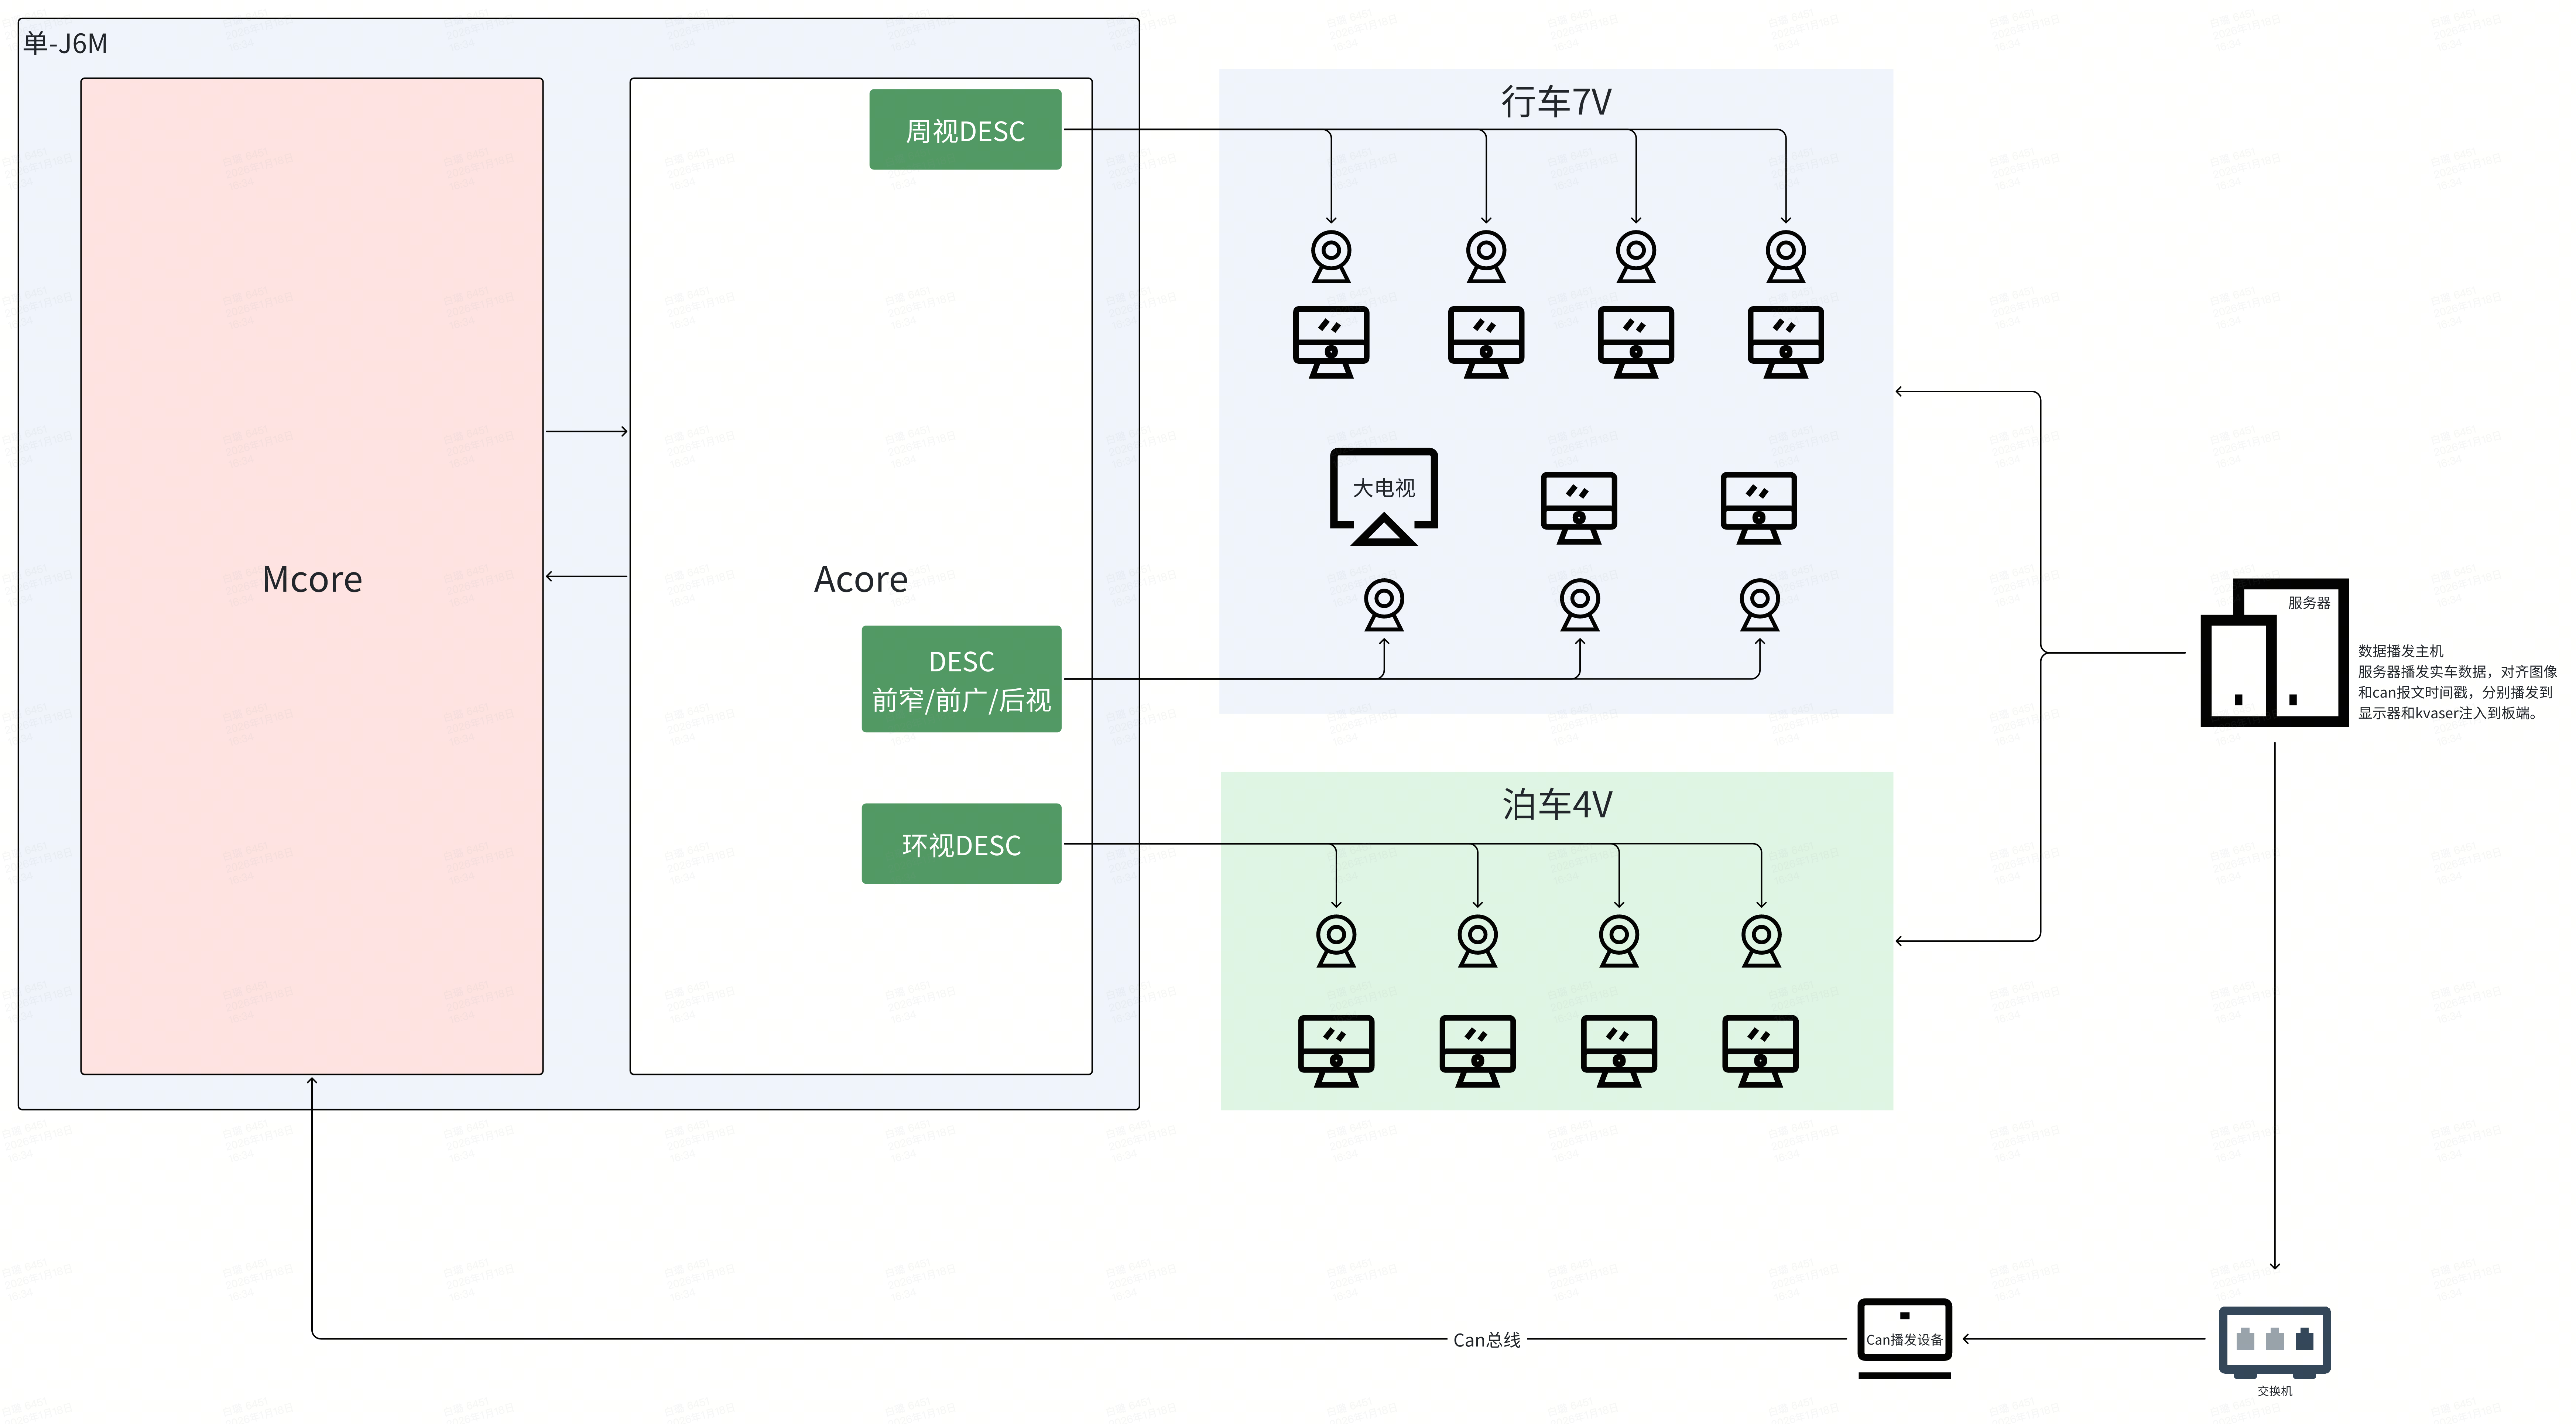 单-J6M
周视DESC
行车7V
大电视
Mcore
Acore
DESC
前窄/前广/后视
服务器
数据播发主机
服务器播发实车数据，对齐图像
和can报文时间戳，分别播发到
显示器和kvaser注入到板端。
泊车4V
环视DESC
Can总线
Can播发设备
交换机